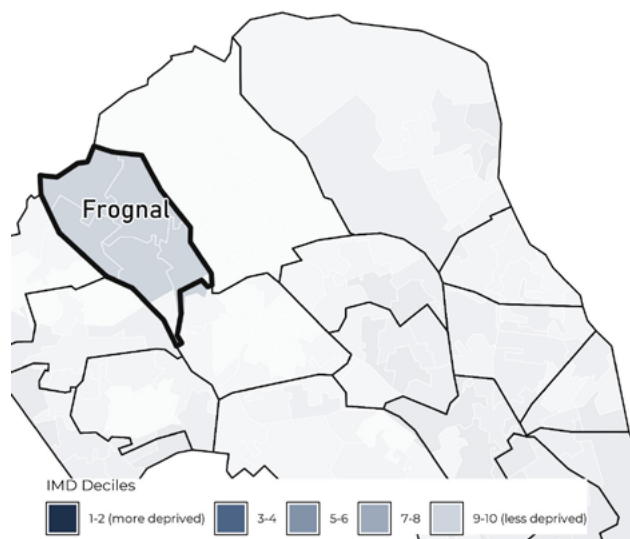 Frognal
IMD Deciles
1-2 (more deprived)
3-4
5-6
7-8
9-10 (less deprived)